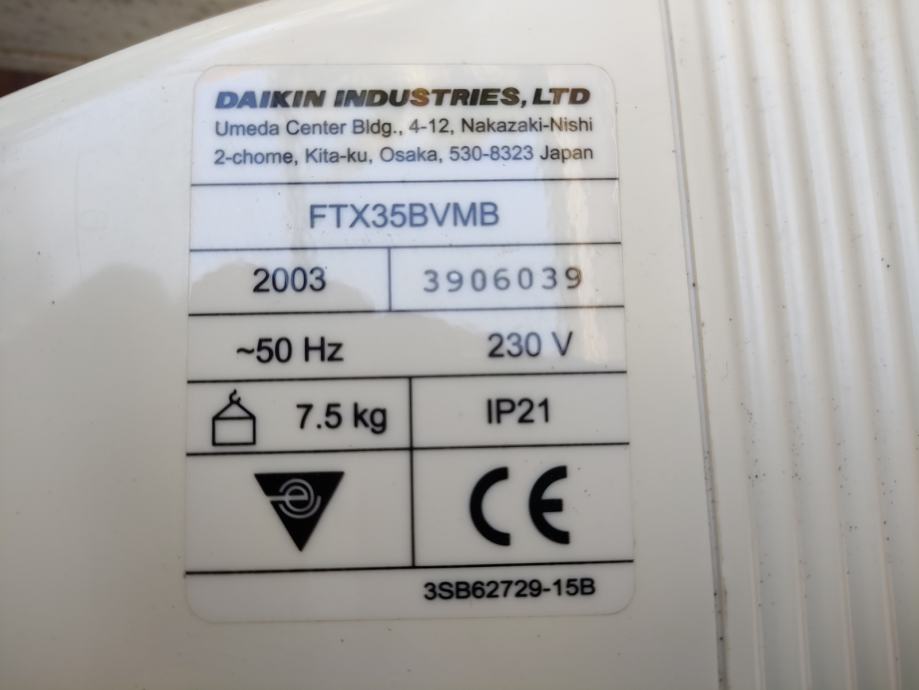 DAIKIN INDUSTRIES, LTD
Umeda Center Bldg., 4-12, Nakazaki-Nishi
2-chome, Kita-ku, Osaka, 530-8323 Japan
FTX35BVMB
2003 3906039
~50 Hz 230 V
7.5 kg IP21
e CE
3SB62729-15B